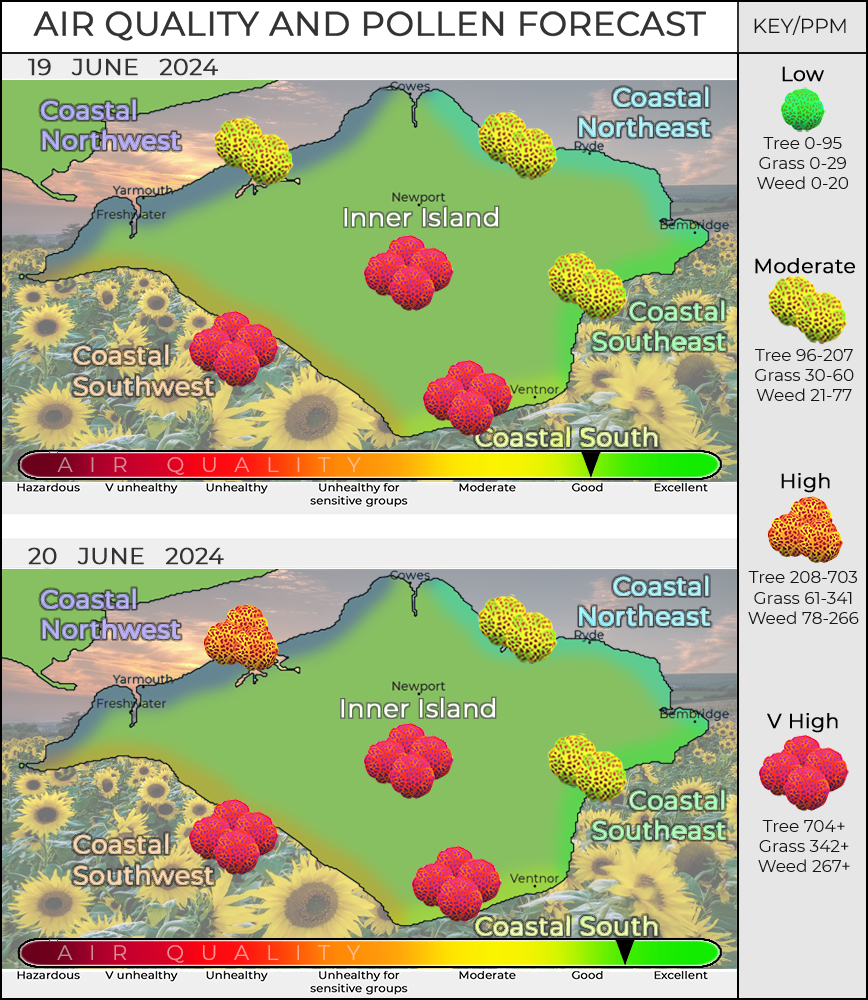 AIR QUALITY AND POLLEN FORECAST
KEY/PPM
19 JUNE 2024
Cowes
Coastal
Northwest
Coastal
Northeast
Ryde
Yarmouth
Freshwater
Newport
Inner Island
Bembridge
Coastal
Southeast
Coastal
Southwest
Ventnor
Coastal South
AIR QUALITY
Hazardous
V unhealthy
Unhealthy
Unhealthy for
sensitive groups
Moderate
Good
Excellent
20 JUNE 2024
Cowes
Coastal
Northwest
Coastal
Northeast
Ryde
Yarmouth
Freshwater
Newport
Inner Island
Bembridge
Coastal
Southeast
Coastal
Southwest
Ventnor
Coastal South
AIR QUALITY
Hazardous
V unhealthy
Unhealthy
Unhealthy for
sensitive groups
Moderate
Good
Excellent
Low
Tree 0-95
Grass 0-29
Weed 0-20
Moderate
Tree 96-207
Grass 30-60
Weed 21-77
High
Tree 208-703
Grass 61-341
Weed 78-266
V High
Tree 704+
Grass 342+
Weed 267+